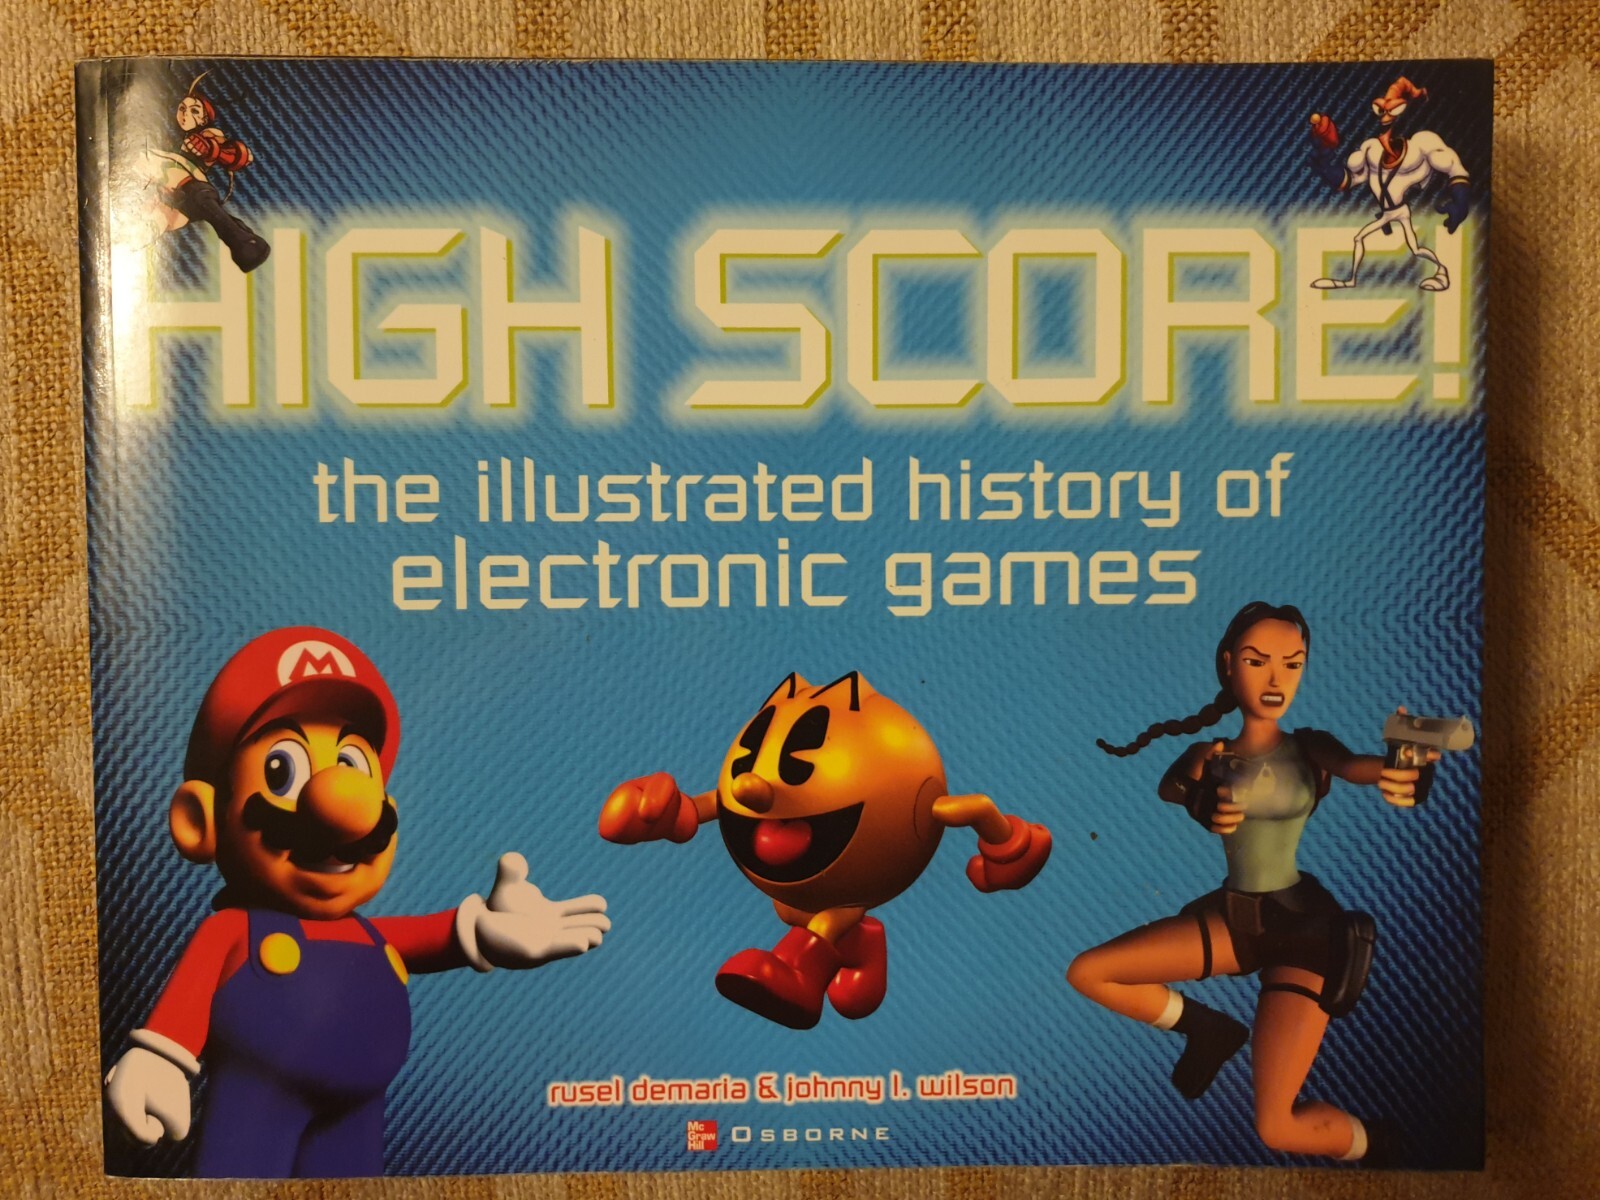 HIGH SCORE!
the illustrated history of
electronic games
M
rusel demaria & johnny l. wilson
Mc
Graw
Hill
OSBORNE